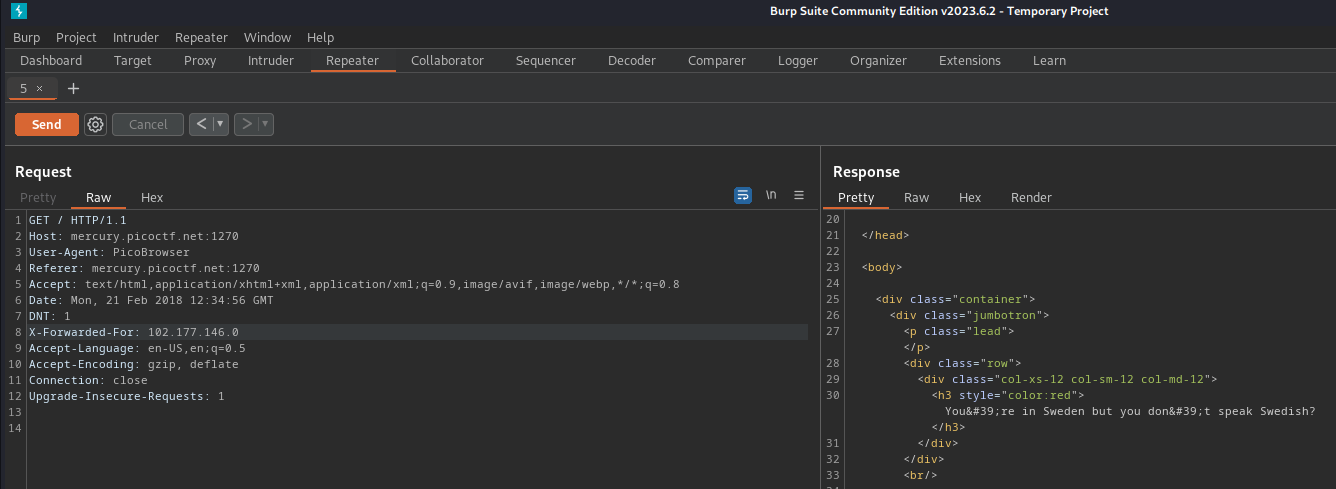 Burp Suite Community Edition v2023.6.2 - Temporary Project
Burp Project Intruder Repeater Window Help
Dashboard Target Proxy Intruder Repeater Collaborator Sequencer Decoder Comparer Logger Organizer Extensions Learn
5 × +
Send Cancel < ▾ > ▾
Request
Pretty Raw Hex \n ≡
1 GET / HTTP/1.1
2 Host: mercury.picoctf.net:1270
3 User-Agent: PicoBrowser
4 Referer: mercury.picoctf.net:1270
5 Accept: text/html,application/xhtml+xml,application/xml;q=0.9,image/avif,image/webp,*/*;q=0.8
6 Date: Mon, 21 Feb 2018 12:34:56 GMT
7 DNT: 1
8 X-Forwarded-For: 102.177.146.0
9 Accept-Language: en-US,en;q=0.5
10 Accept-Encoding: gzip, deflate
11 Connection: close
12 Upgrade-Insecure-Requests: 1
13
14
Response
Pretty Raw Hex Render
20
21 </head>
22
23 <body>
24
25 <div class="container">
26 <div class="jumbotron">
27 <p class="lead">
</p>
28 <div class="row">
29 <div class="col-xs-12 col-sm-12 col-md-12">
30 <h3 style="color:red">
You&#39;re in Sweden but you don&#39;t speak Swedish?
</h3>
31 </div>
32 </div>
33 <br/>